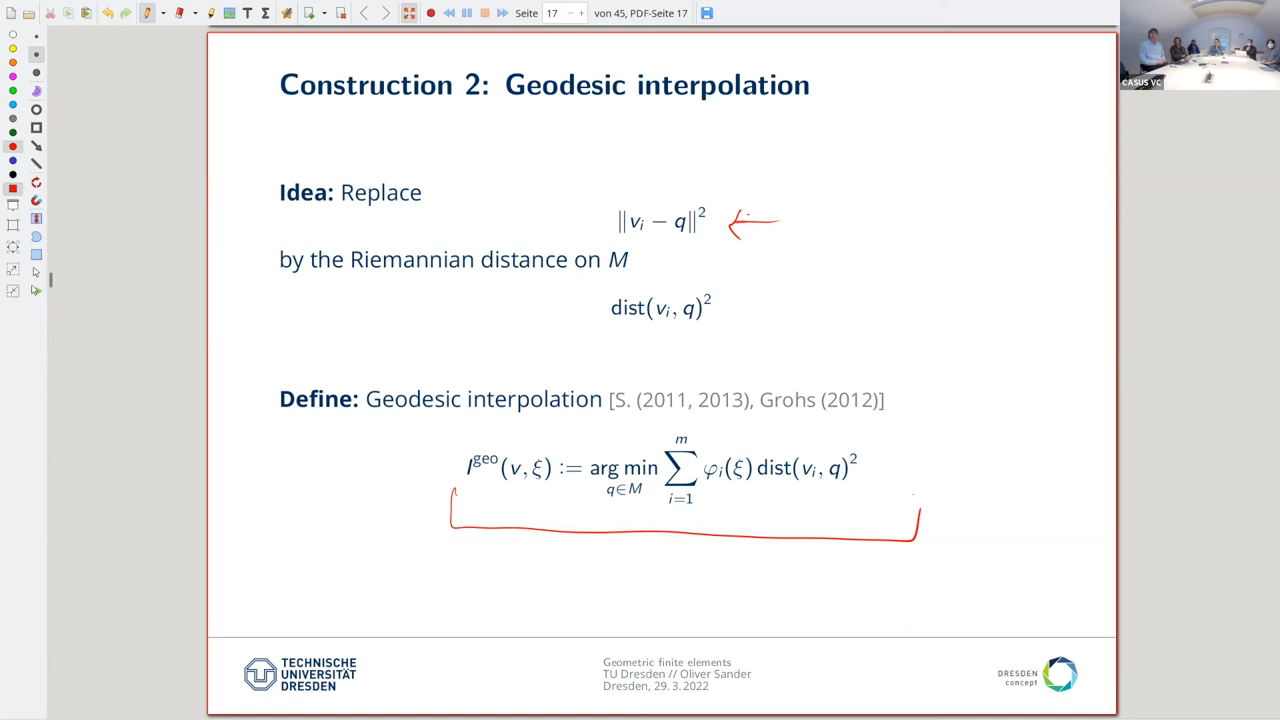 Seite 17 von 45, PDF-Seite 17
CASUS VC
Construction 2: Geodesic interpolation
Idea: Replace
‖vᵢ − q‖²
by the Riemannian distance on M
dist(vᵢ, q)²
Define: Geodesic interpolation [S. (2011, 2013), Grohs (2012)]
I^geo(v, ξ) := arg min_{q∈M} ∑_{i=1}^{m} φᵢ(ξ) dist(vᵢ, q)²
TECHNISCHE
UNIVERSITÄT
DRESDEN
Geometric finite elements
TU Dresden // Oliver Sander
Dresden, 29. 3. 2022
DRESDEN
concept